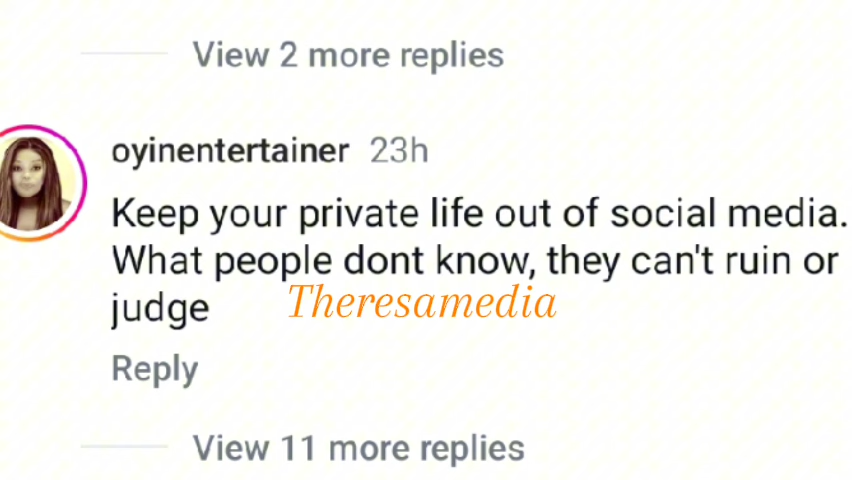 View 2 more replies
oyinentertainer 23h
Keep your private life out of social media.
What people dont know, they can't ruin or
judge
Theresamedia
Reply
View 11 more replies